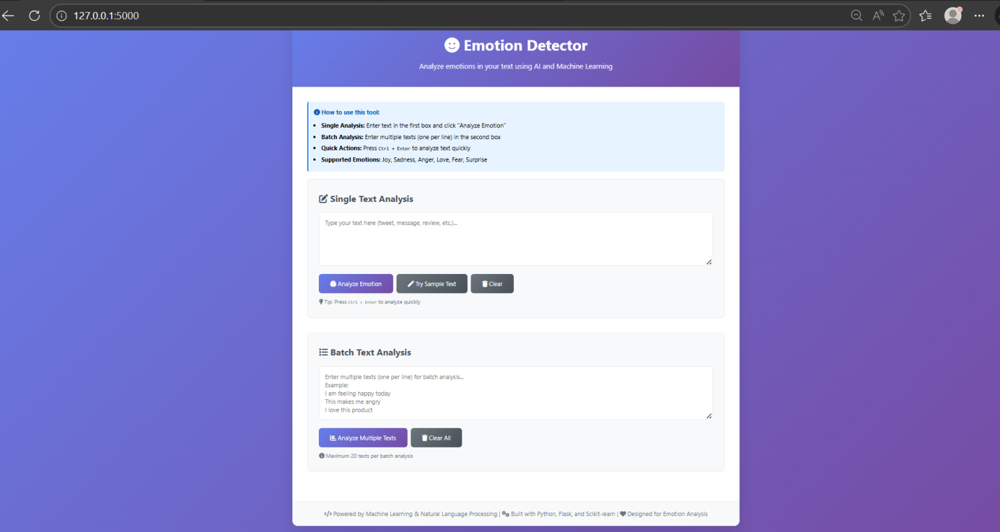 127.0.0.1:5000
Emotion Detector
Analyze emotions in your text using AI and Machine Learning
How to use this tool:
Single Analysis: Enter text in the first box and click "Analyze Emotion"
Batch Analysis: Enter multiple texts (one per line) in the second box
Quick Actions: Press Ctrl + Enter to analyze text quickly
Supported Emotions: Joy, Sadness, Anger, Love, Fear, Surprise
Single Text Analysis
Type your text here (tweet, message, review, etc.)...
Analyze Emotion Try Sample Text Clear
Tip: Press Ctrl + Enter to analyze quickly
Batch Text Analysis
Enter multiple texts (one per line) for batch analysis...
Example:
I am feeling happy today
This makes me angry
I love this product
Analyze Multiple Texts Clear All
Maximum 20 texts per batch analysis
Powered by Machine Learning & Natural Language Processing | Built with Python, Flask, and Scikit-learn | Designed for Emotion Analysis